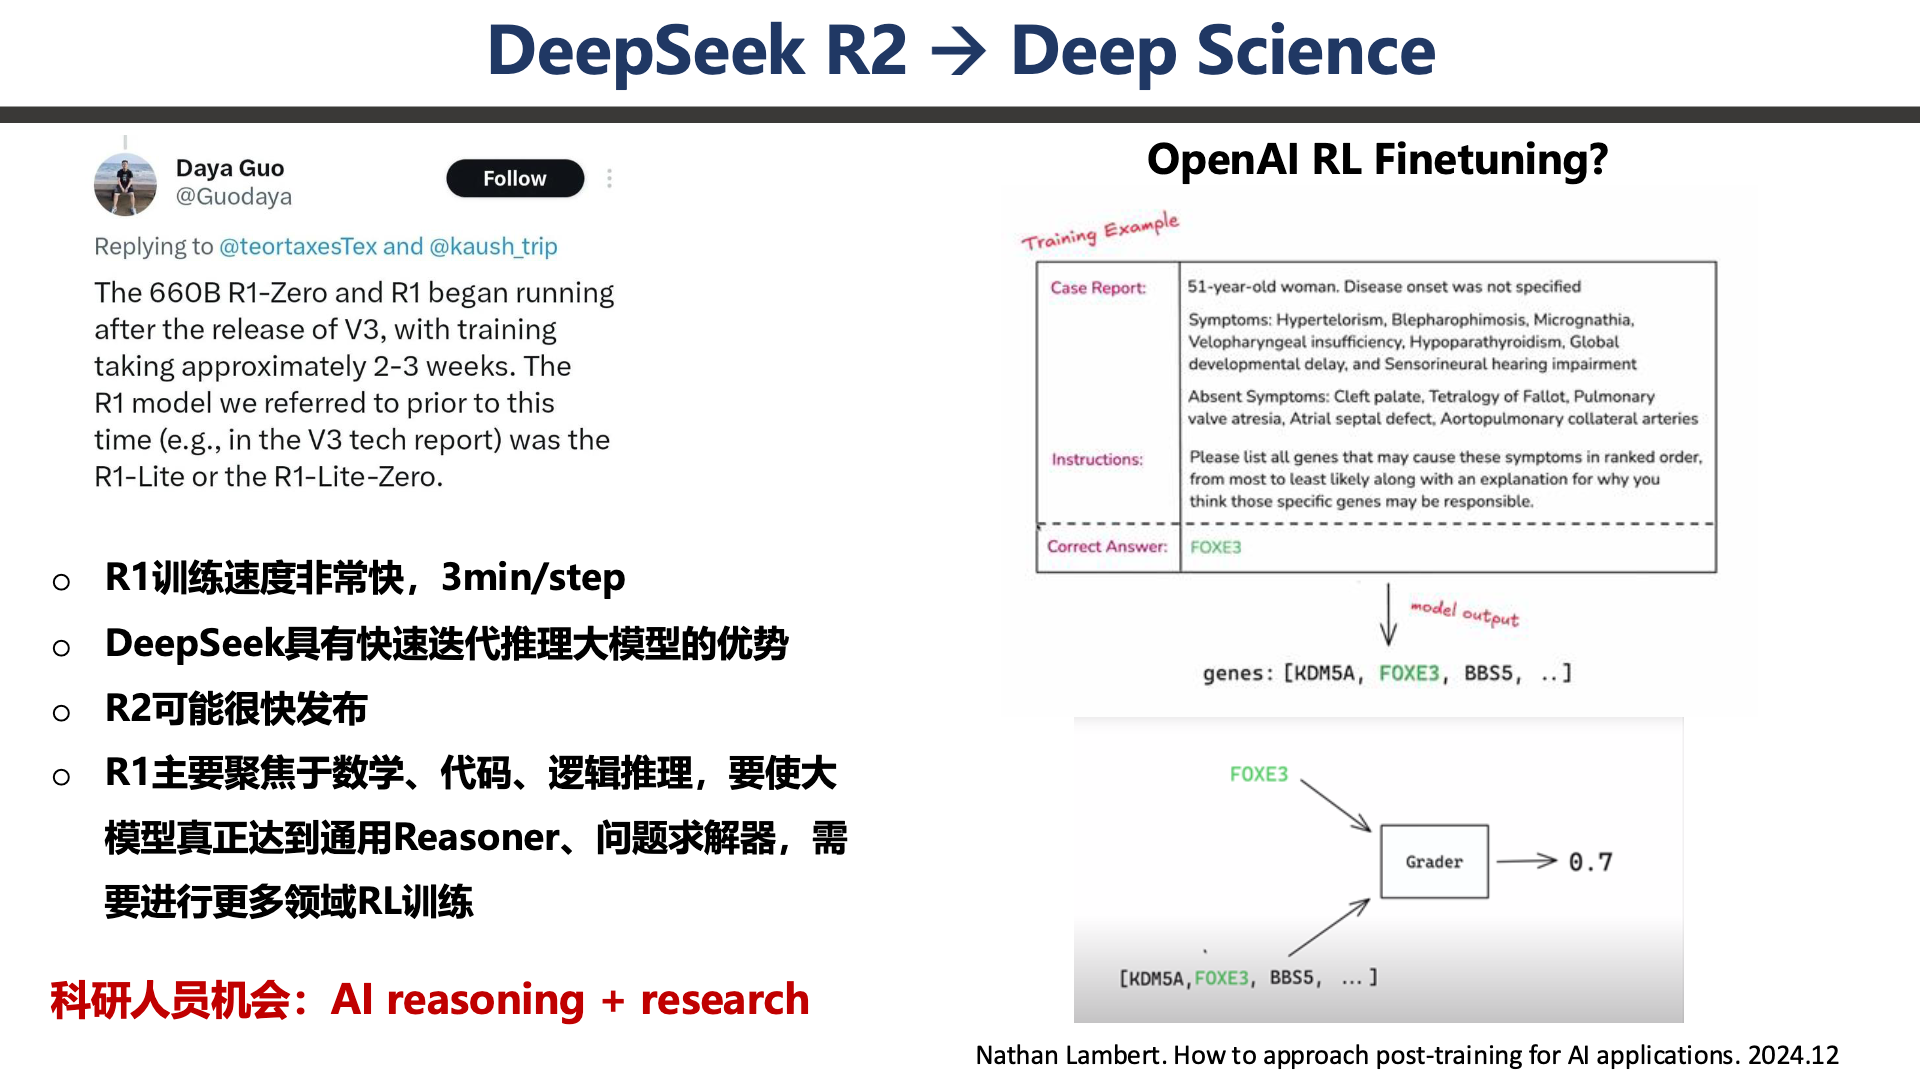 DeepSeek R2 → Deep Science
Daya Guo
@Guodaya
Follow
Replying to @teortaxesTex and @kaush_trip
The 660B R1-Zero and R1 began running
after the release of V3, with training
taking approximately 2-3 weeks. The
R1 model we referred to prior to this
time (e.g., in the V3 tech report) was the
R1-Lite or the R1-Lite-Zero.
○ R1训练速度非常快，3min/step
○ DeepSeek具有快速迭代推理大模型的优势
○ R2可能很快发布
○ R1主要聚焦于数学、代码、逻辑推理，要使大
模型真正达到通用Reasoner、问题求解器，需
要进行更多领域RL训练
科研人员机会：AI reasoning + research
OpenAI RL Finetuning?
Training Example
Case Report:
51-year-old woman. Disease onset was not specified
Symptoms: Hypertelorism, Blepharophimosis, Micrognathia,
Velopharyngeal insufficiency, Hypoparathyroidism, Global
developmental delay, and Sensorineural hearing impairment
Absent Symptoms: Cleft palate, Tetralogy of Fallot, Pulmonary
valve atresia, Atrial septal defect, Aortopulmonary collateral arteries
Instructions:
Please list all genes that may cause these symptoms in ranked order,
from most to least likely along with an explanation for why you
think those specific genes may be responsible.
Correct Answer:
FOXE3
model output
genes: [KDM5A, FOXE3, BBS5, ..]
FOXE3
Grader
0.7
[KDM5A, FOXE3, BBS5, ...]
Nathan Lambert. How to approach post-training for AI applications. 2024.12